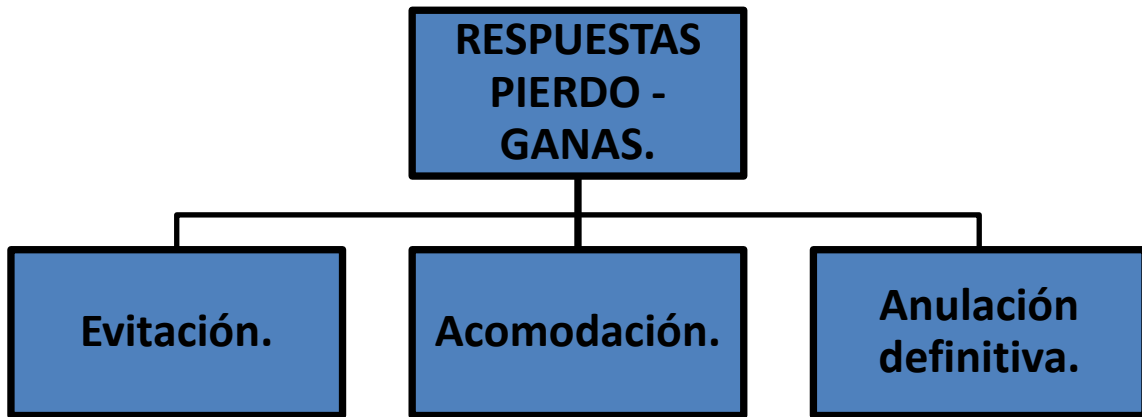 RESPUESTAS
PIERDO -
GANAS.
Evitación.
Acomodación.
Anulación
definitiva.